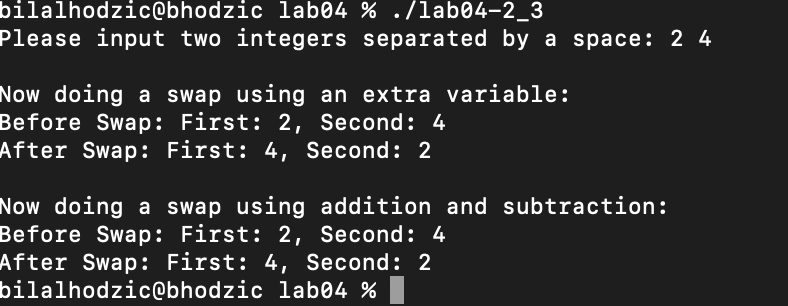 bilalhodzic@bhodzic lab04 % ./lab04-2_3
Please input two integers separated by a space: 2 4
Now doing a swap using an extra variable:
Before Swap: First: 2, Second: 4
After Swap: First: 4, Second: 2
Now doing a swap using addition and subtraction:
Before Swap: First: 2, Second: 4
After Swap: First: 4, Second: 2
bilalhodzic@bhodzic lab04 %